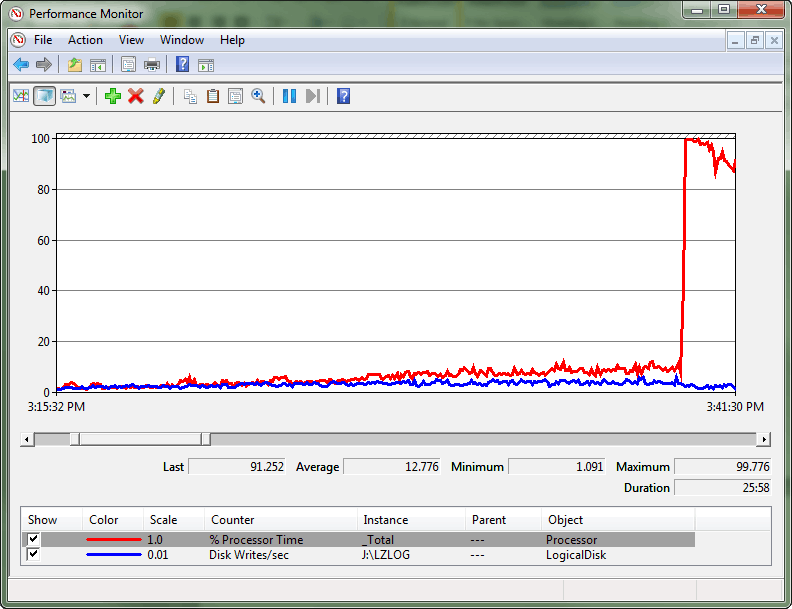 Performance Monitor
File Action View Window Help
100
80
60
40
20
0
3:15:32 PM 3:41:30 PM
Last 91.252 Average 12.776 Minimum 1.091 Maximum 99.776
Duration 25:58
Show Color Scale Counter Instance Parent Object
1.0 % Processor Time _Total --- Processor
0.01 Disk Writes/sec J:\LZLOG --- LogicalDisk